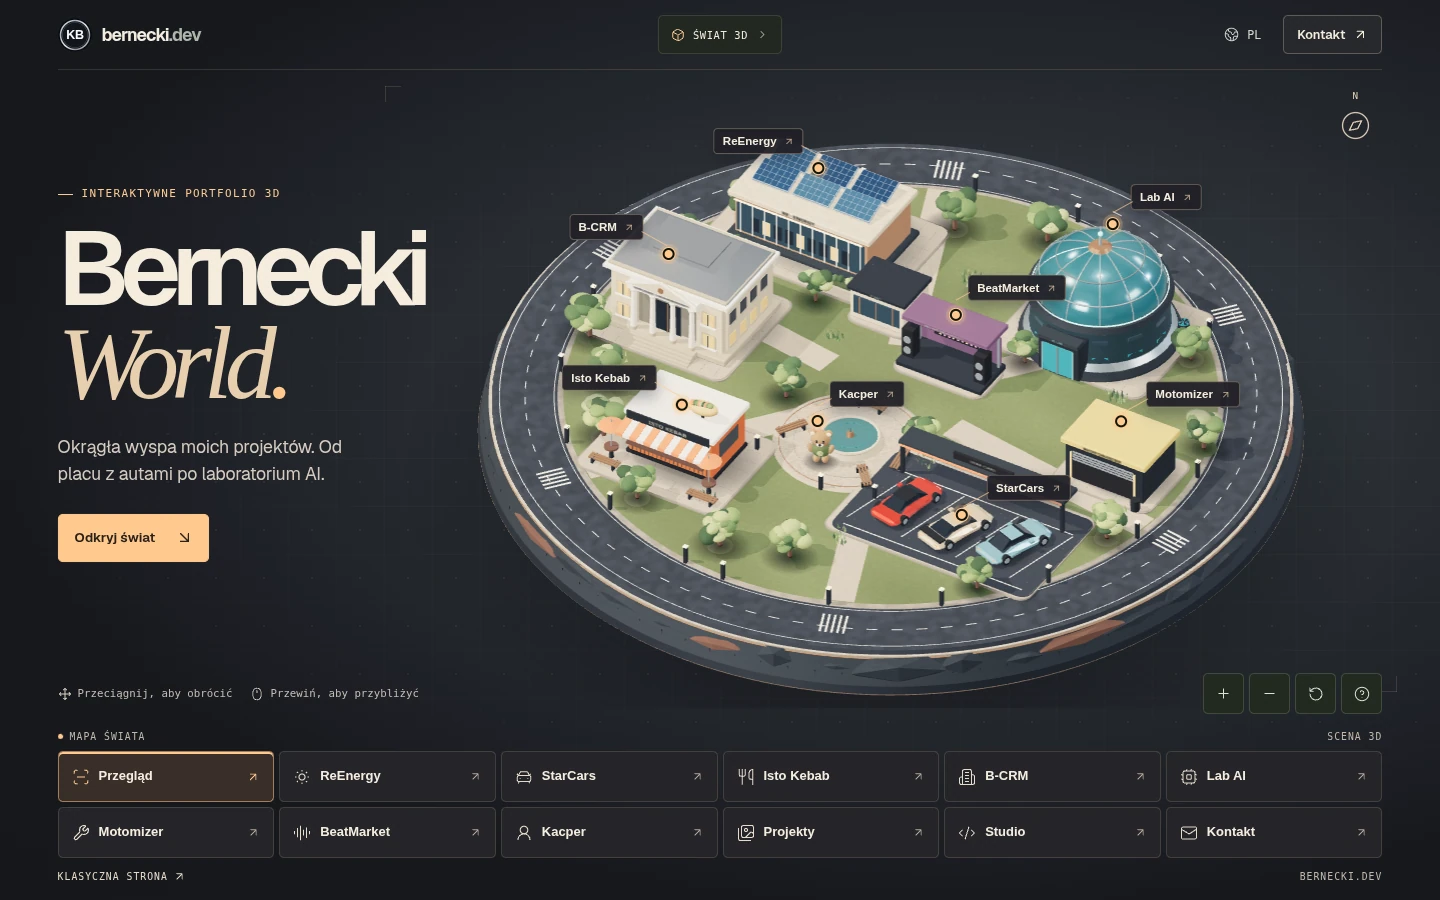 KB bernecki.dev
ŚWIAT 3D
PL
Kontakt
N
ReEnergy
Lab AI
B-CRM
BeatMarket
Isto Kebab
Kacper
Motomizer
StarCars
ISTO KEBAB
— INTERAKTYWNE PORTFOLIO 3D
Bernecki
World.
Okrągła wyspa moich projektów. Od
placu z autami po laboratorium AI.
Odkryj świat
Przeciągnij, aby obrócić
Przewiń, aby przybliżyć
MAPA ŚWIATA
SCENA 3D
Przegląd
ReEnergy
StarCars
Isto Kebab
B-CRM
Lab AI
Motomizer
BeatMarket
Kacper
Projekty
Studio
Kontakt
KLASYCZNA STRONA
BERNECKI.DEV